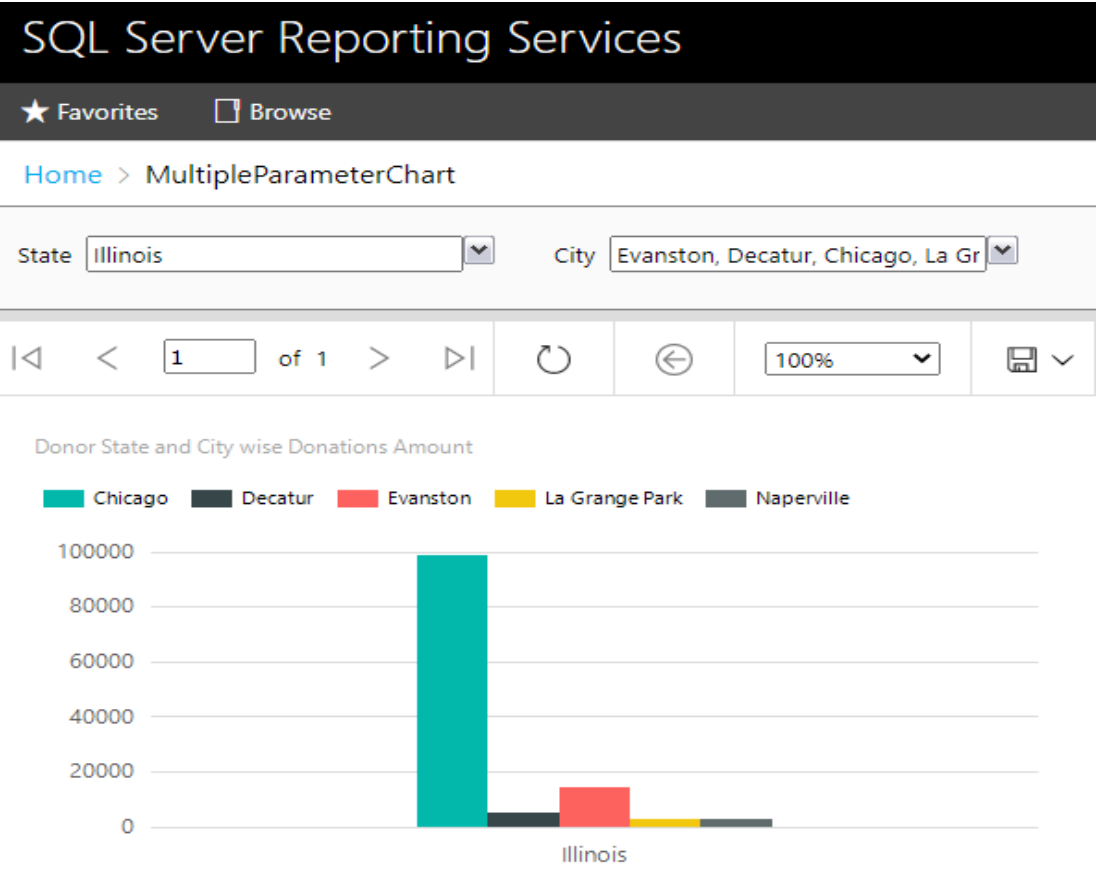 SQL Server Reporting Services
Favorites Browse
Home > MultipleParameterChart
State Illinois City Evanston, Decatur, Chicago, La Gr
1 of 1 100%
Donor State and City wise Donations Amount
Chicago Decatur Evanston La Grange Park Naperville
100000
80000
60000
40000
20000
0
Illinois